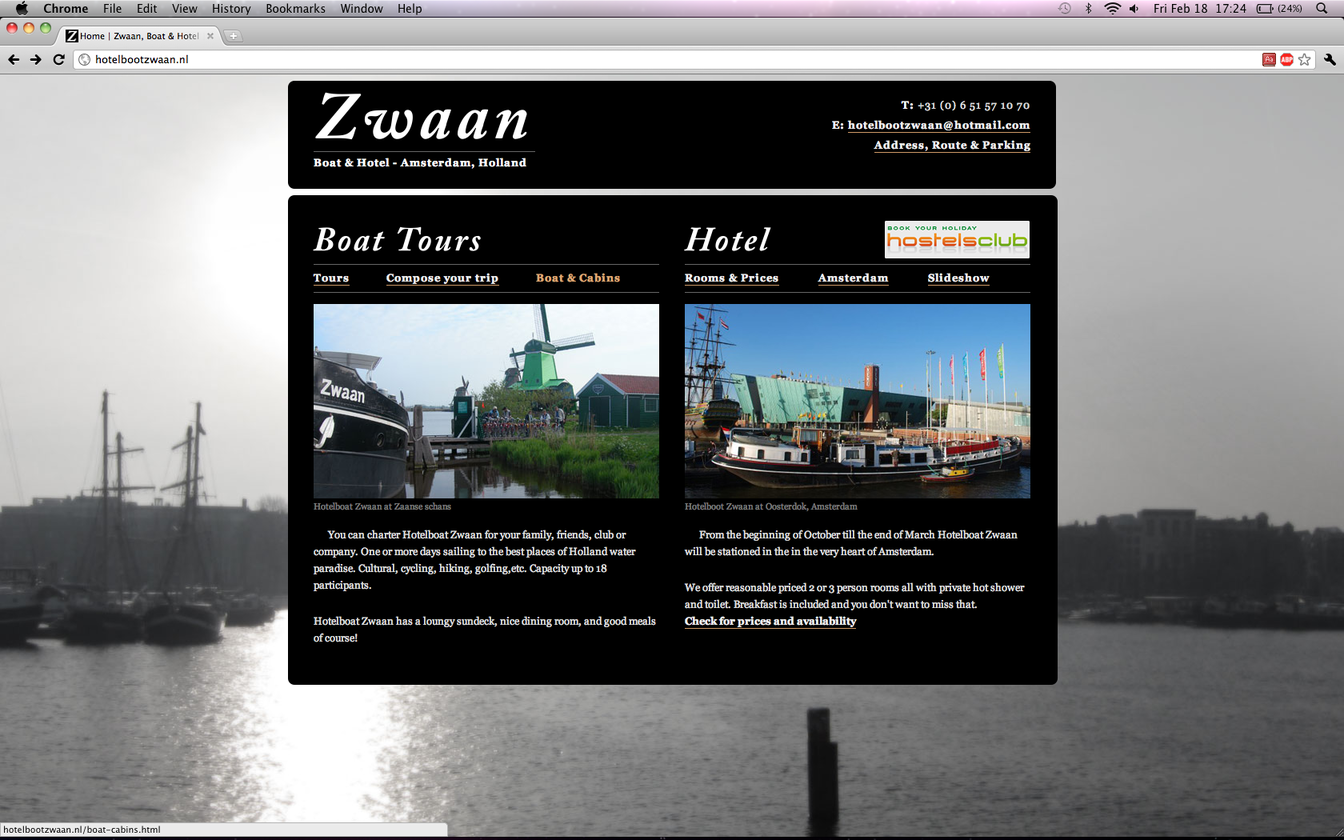 Chrome File Edit View History Bookmarks Window Help Fri Feb 18 17:24 (24%)
Home | Zwaan, Boat & Hotel
hotelbootzwaan.nl
ABP
Zwaan
Boat & Hotel - Amsterdam, Holland
T: +31 (0) 6 51 57 10 70
E: hotelbootzwaan@hotmail.com
Address, Route & Parking
Boat Tours
Tours Compose your trip Boat & Cabins
Zwaan
Hotelboat Zwaan at Zaanse schans
You can charter Hotelboat Zwaan for your family, friends, club or
company. One or more days sailing to the best places of Holland water
paradise. Cultural, cycling, hiking, golfing,etc. Capacity up to 18
participants.
Hotelboat Zwaan has a loungy sundeck, nice dining room, and good meals
of course!
Hotel
BOOK YOUR HOLIDAY
hostelsclub
Rooms & Prices Amsterdam Slideshow
Hotelboot Zwaan at Oosterdok, Amsterdam
From the beginning of October till the end of March Hotelboat Zwaan
will be stationed in the in the very heart of Amsterdam.
We offer reasonable priced 2 or 3 person rooms all with private hot shower
and toilet. Breakfast is included and you don't want to miss that.
Check for prices and availability
hotelbootzwaan.nl/boat-cabins.html